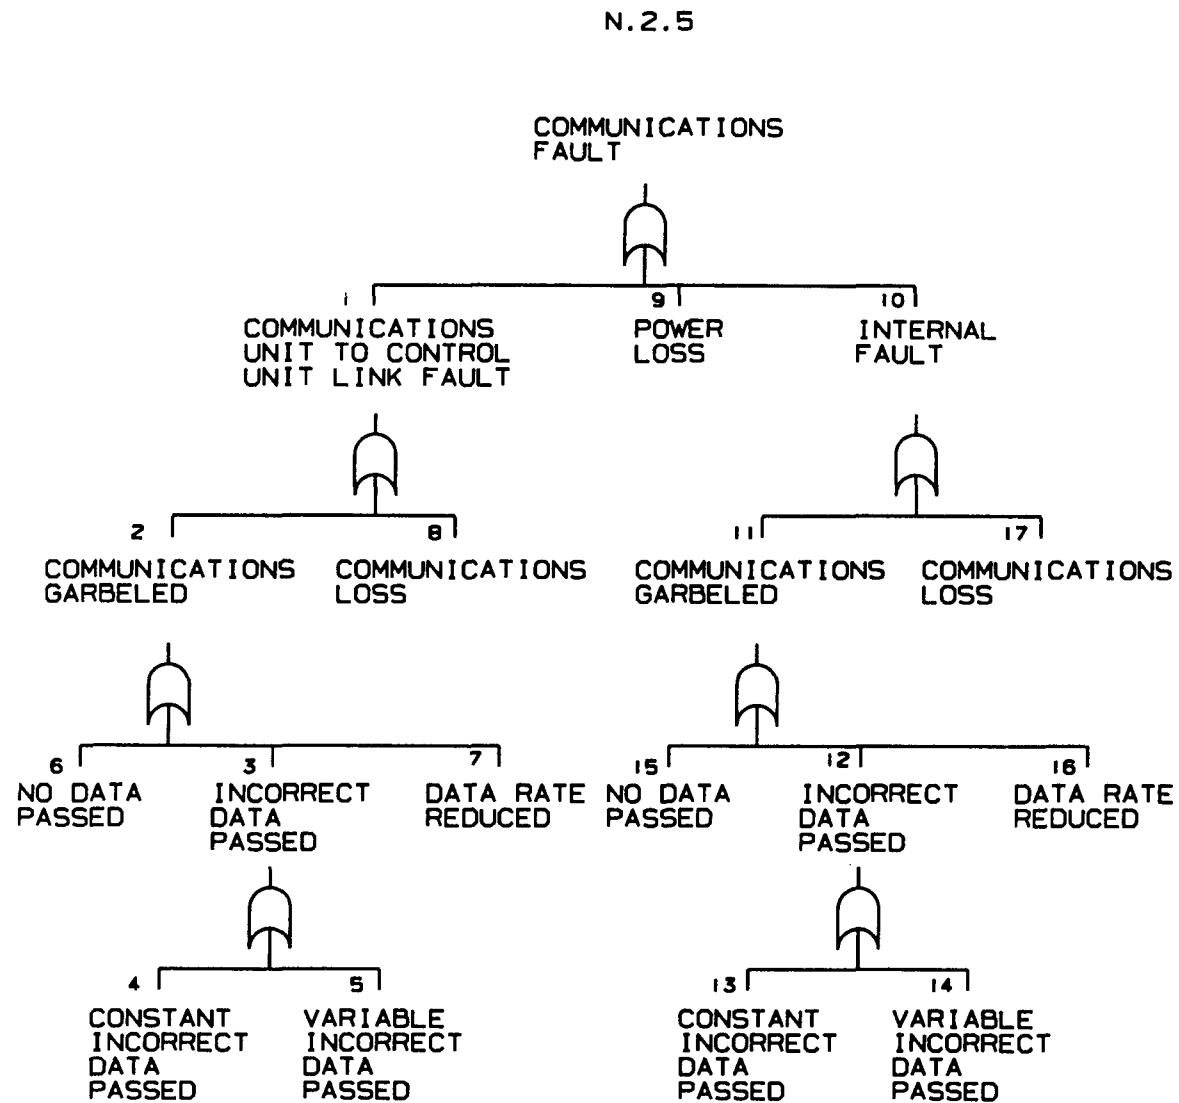 N.2.5
COMMUNICATIONS
FAULT
1
9
10
COMMUNICATIONS
UNIT TO CONTROL
UNIT LINK FAULT
POWER
LOSS
INTERNAL
FAULT
2
8
11
17
COMMUNICATIONS
GARBELED
COMMUNICATIONS
LOSS
COMMUNICATIONS
GARBELED
COMMUNICATIONS
LOSS
6
3
7
15
12
16
NO DATA
PASSED
INCORRECT
DATA
PASSED
DATA RATE
REDUCED
NO DATA
PASSED
INCORRECT
DATA
PASSED
DATA RATE
REDUCED
4
5
13
14
CONSTANT
INCORRECT
DATA
PASSED
VARIABLE
INCORRECT
DATA
PASSED
CONSTANT
INCORRECT
DATA
PASSED
VARIABLE
INCORRECT
DATA
PASSED